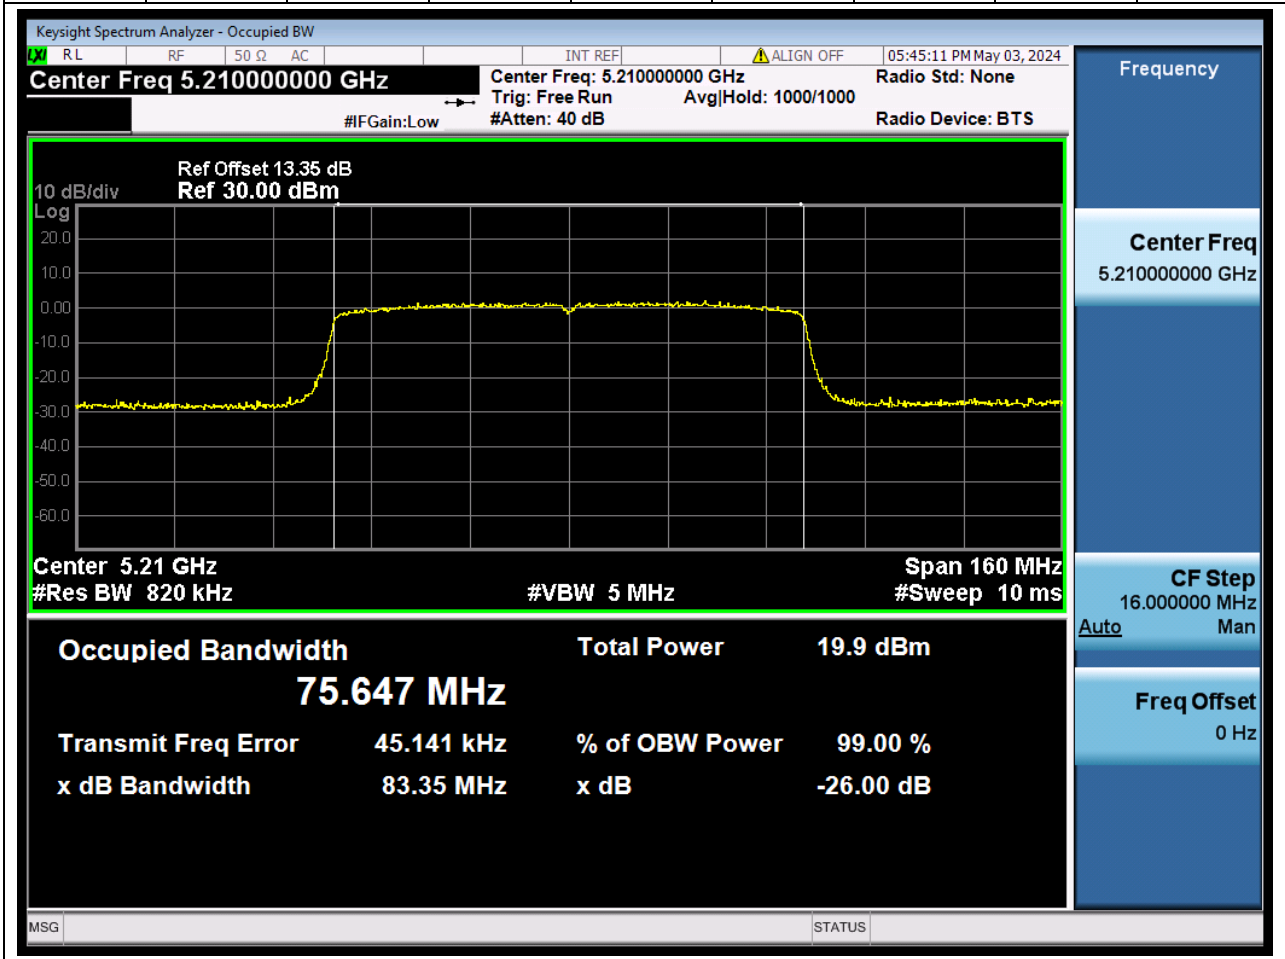 Keysight Spectrum Analyzer - Occupied BW
LXI RL RF 50 Ω AC INT REF ALIGN OFF 05:45:11 PM May 03, 2024
Center Freq 5.210000000 GHz
Center Freq: 5.210000000 GHz
Radio Std: None
Trig: Free Run Avg|Hold: 1000/1000
#IFGain:Low
#Atten: 40 dB
Radio Device: BTS
Ref Offset 13.35 dB
10 dB/div Ref 30.00 dBm
Log
20.0
10.0
0.00
-10.0
-20.0
-30.0
-40.0
-50.0
-60.0
Center 5.21 GHz Span 160 MHz
#Res BW 820 kHz #VBW 5 MHz #Sweep 10 ms
Occupied Bandwidth Total Power 19.9 dBm
75.647 MHz
Transmit Freq Error 45.141 kHz % of OBW Power 99.00 %
x dB Bandwidth 83.35 MHz x dB -26.00 dB
Frequency
Center Freq
5.210000000 GHz
CF Step
16.000000 MHz
Auto Man
Freq Offset
0 Hz
MSG STATUS